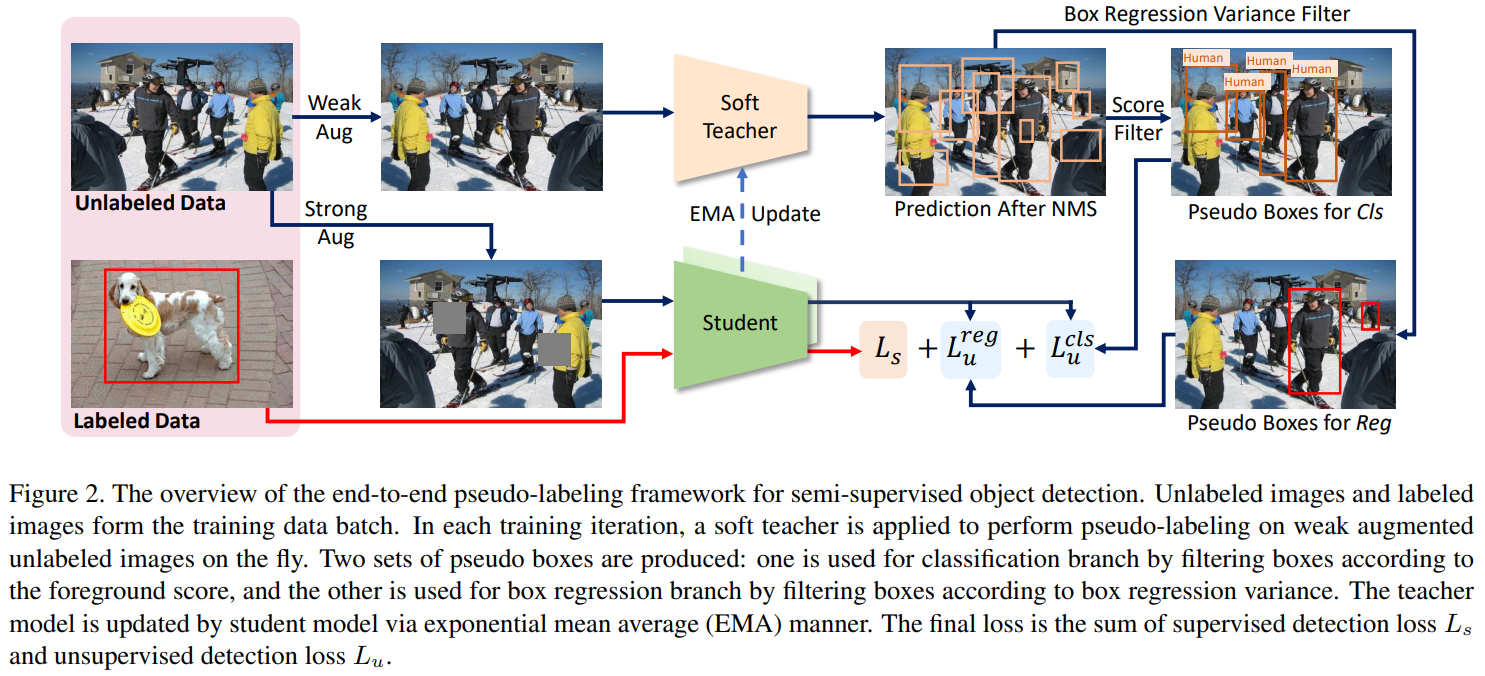 Box Regression Variance Filter
Weak
Aug
Soft
Teacher
Score
Filter
Human
Human
Human
Human
Unlabeled Data
Prediction After NMS
Pseudo Boxes for Cls
Strong
Aug
EMA Update
Student
L_s + L_u^{reg} + L_u^{cls}
Labeled Data
Pseudo Boxes for Reg
Figure 2. The overview of the end-to-end pseudo-labeling framework for semi-supervised object detection. Unlabeled images and labeled
images form the training data batch. In each training iteration, a soft teacher is applied to perform pseudo-labeling on weak augmented
unlabeled images on the fly. Two sets of pseudo boxes are produced: one is used for classification branch by filtering boxes according to
the foreground score, and the other is used for box regression branch by filtering boxes according to box regression variance. The teacher
model is updated by student model via exponential mean average (EMA) manner. The final loss is the sum of supervised detection loss L_s
and unsupervised detection loss L_u.